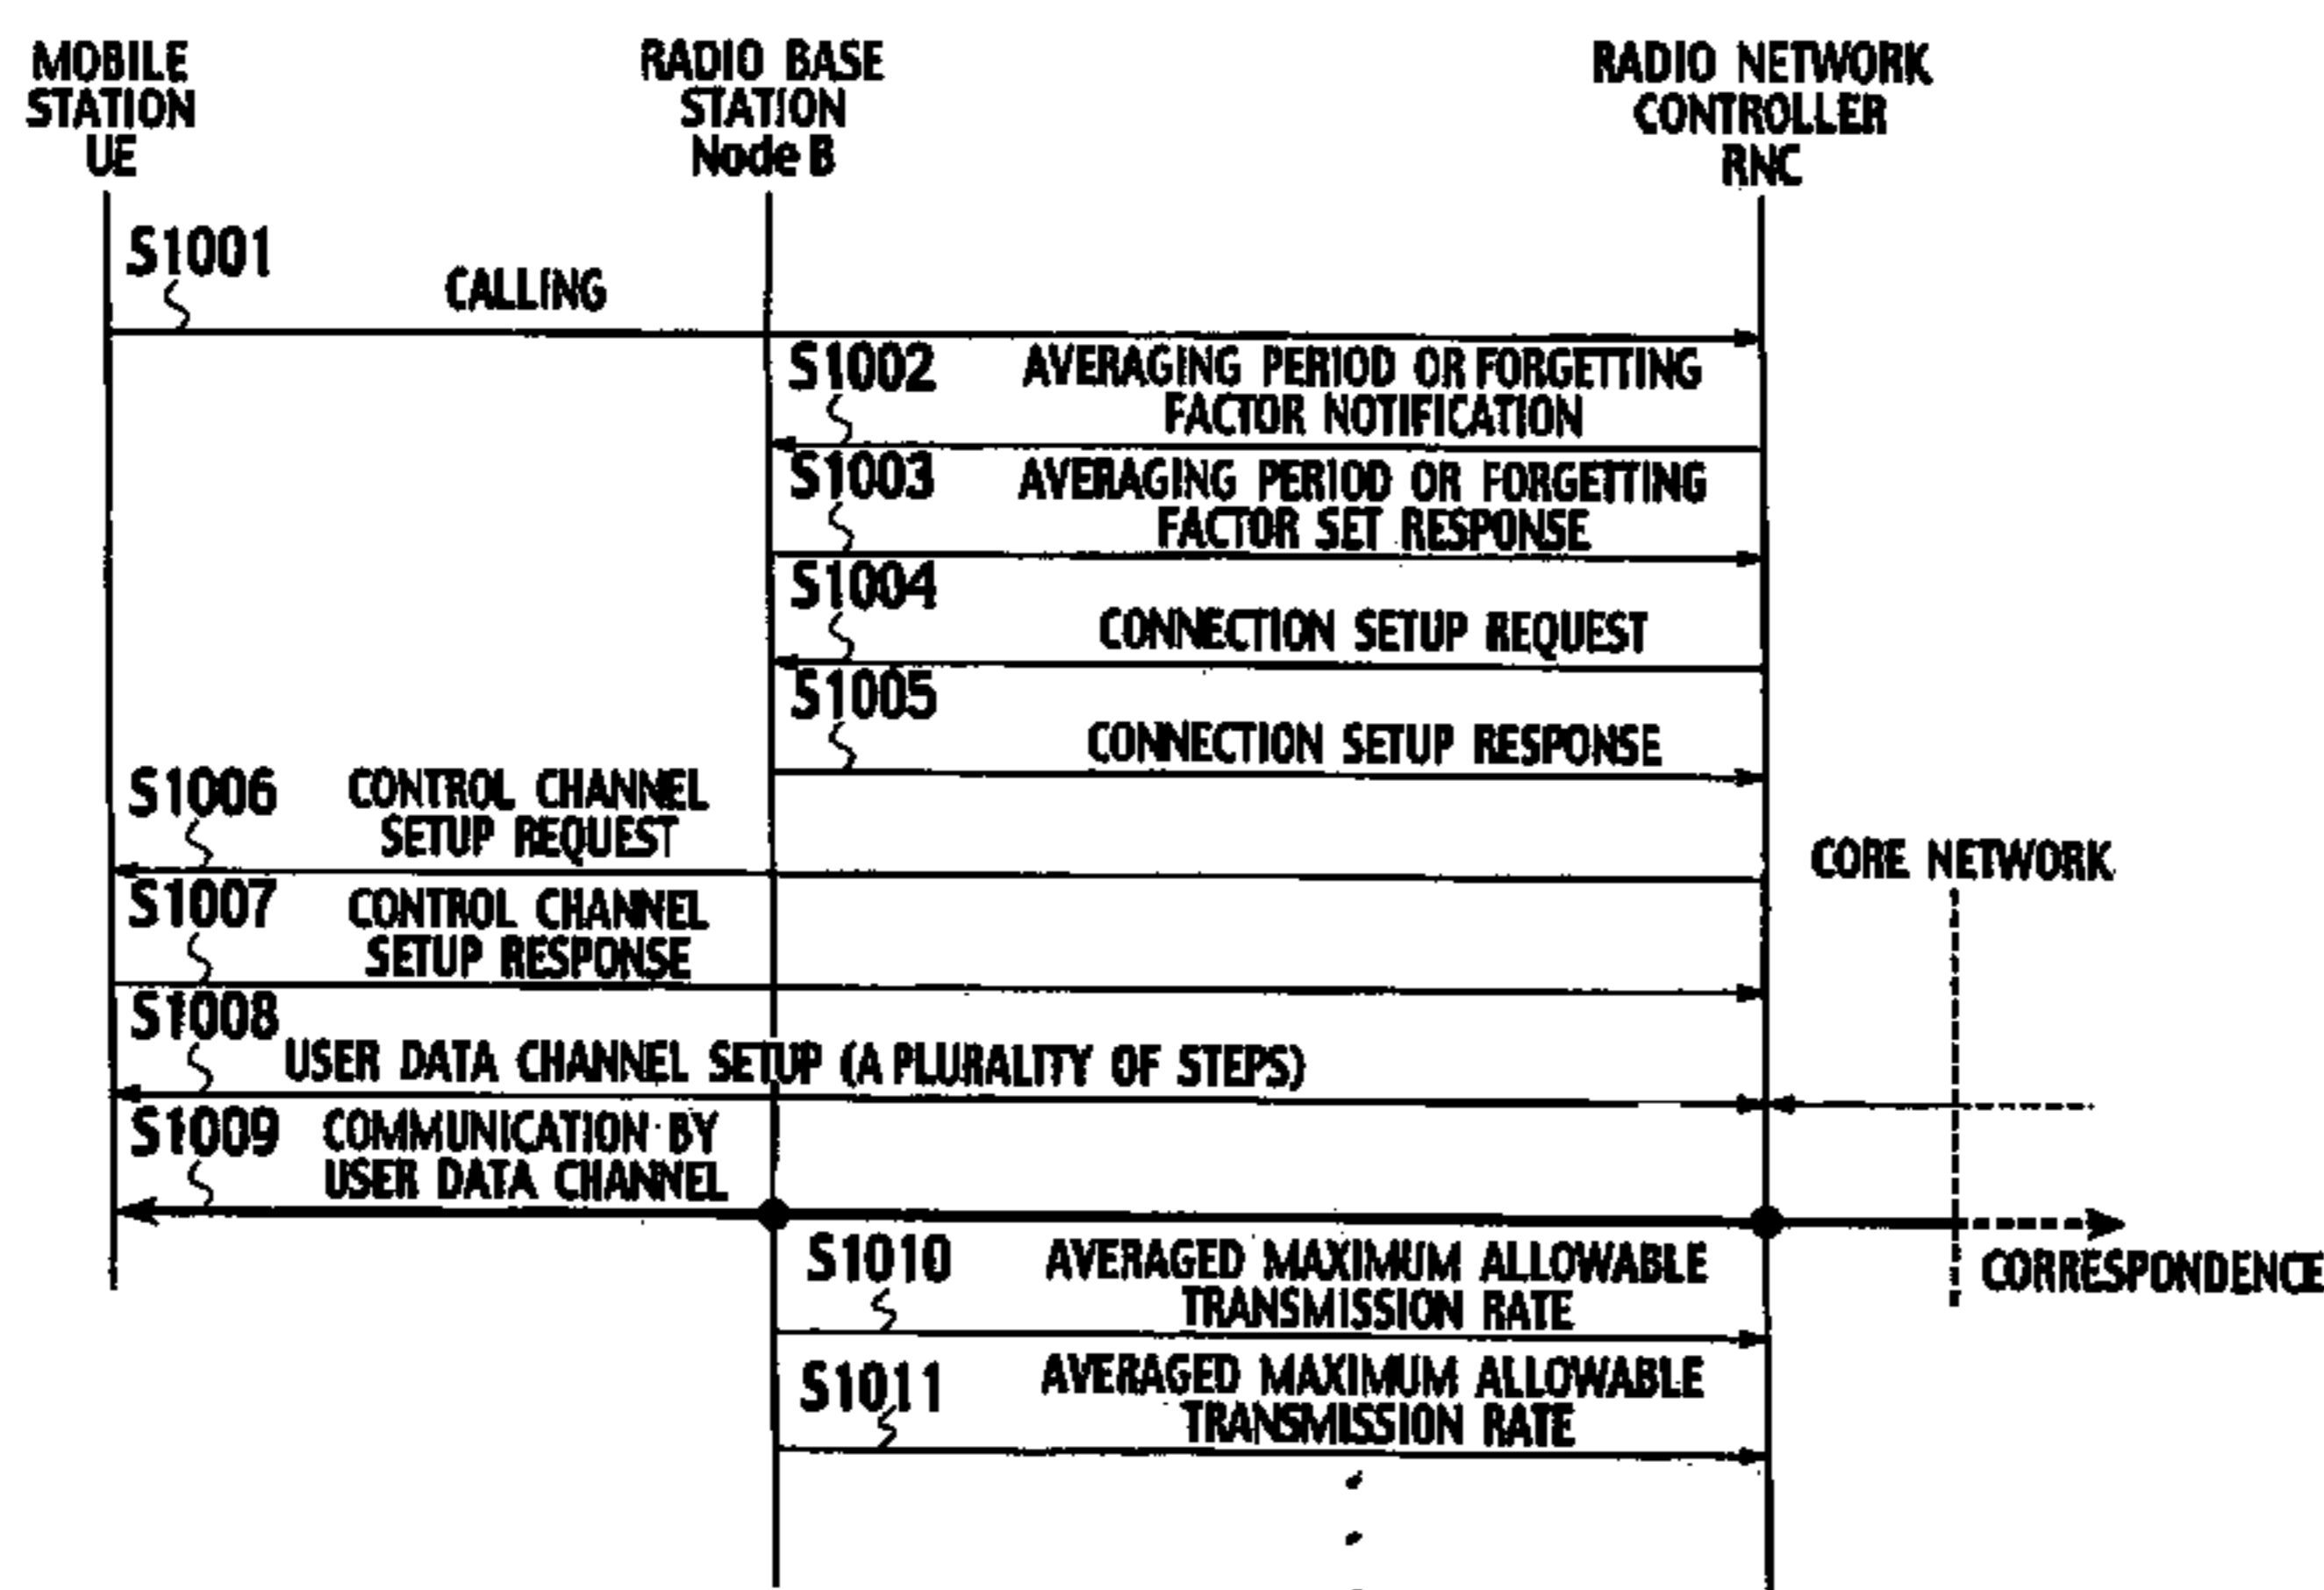 MOBILE
STATION
UE
RADIO BASE
STATION
Node B
RADIO NETWORK
CONTROLLER
RNC
S1001
CALLING
S1002
AVERAGING PERIOD OR FORGETTING
FACTOR NOTIFICATION
S1003
AVERAGING PERIOD OR FORGETTING
FACTOR SET RESPONSE
S1004
CONNECTION SETUP REQUEST
S1005
CONNECTION SETUP RESPONSE
S1006
CONTROL CHANNEL
SETUP REQUEST
CORE NETWORK
S1007
CONTROL CHANNEL
SETUP RESPONSE
S1008
USER DATA CHANNEL SETUP (A PLURALITY OF STEPS)
S1009
COMMUNICATION BY
USER DATA CHANNEL
CORRESPONDENCE
S1010
AVERAGED MAXIMUM ALLOWABLE
TRANSMISSION RATE
S1011
AVERAGED MAXIMUM ALLOWABLE
TRANSMISSION RATE